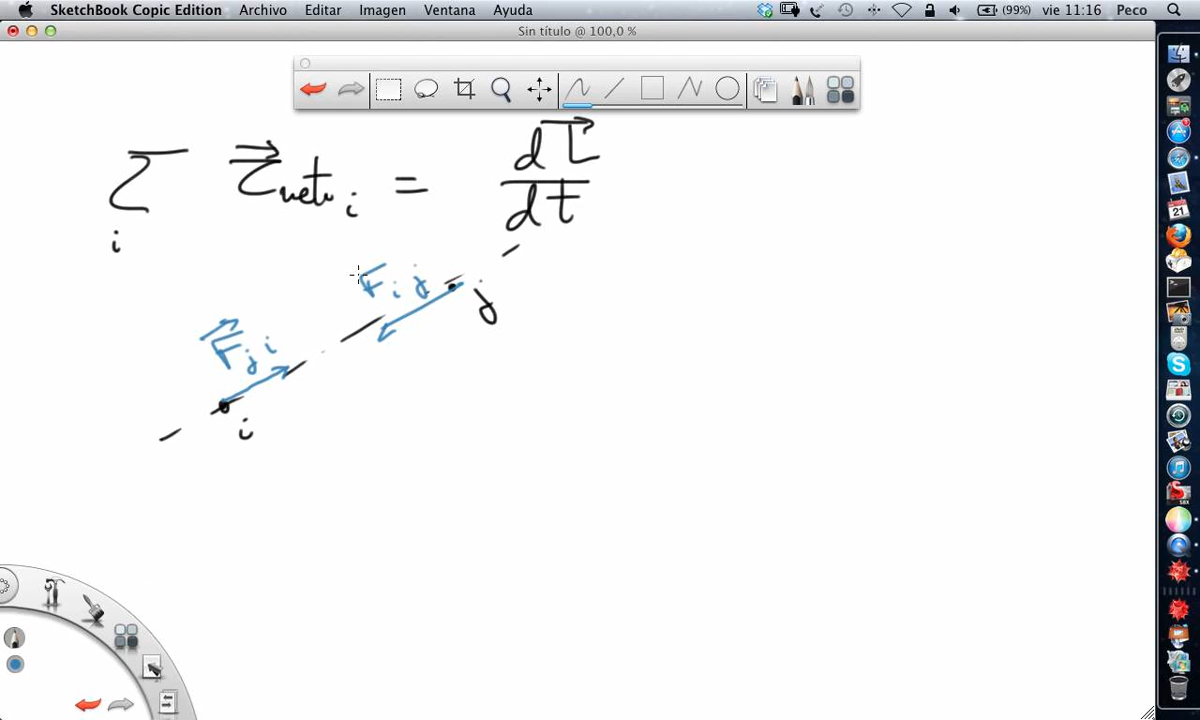 SketchBook Copic Edition Archivo Editar Imagen Ventana Ayuda (99%) vie 11:16 Peco
Sin título @ 100,0 %
∑ᵢ τ⃗neto ᵢ = dL⃗/dt
F i j
j
F⃗ j i
i